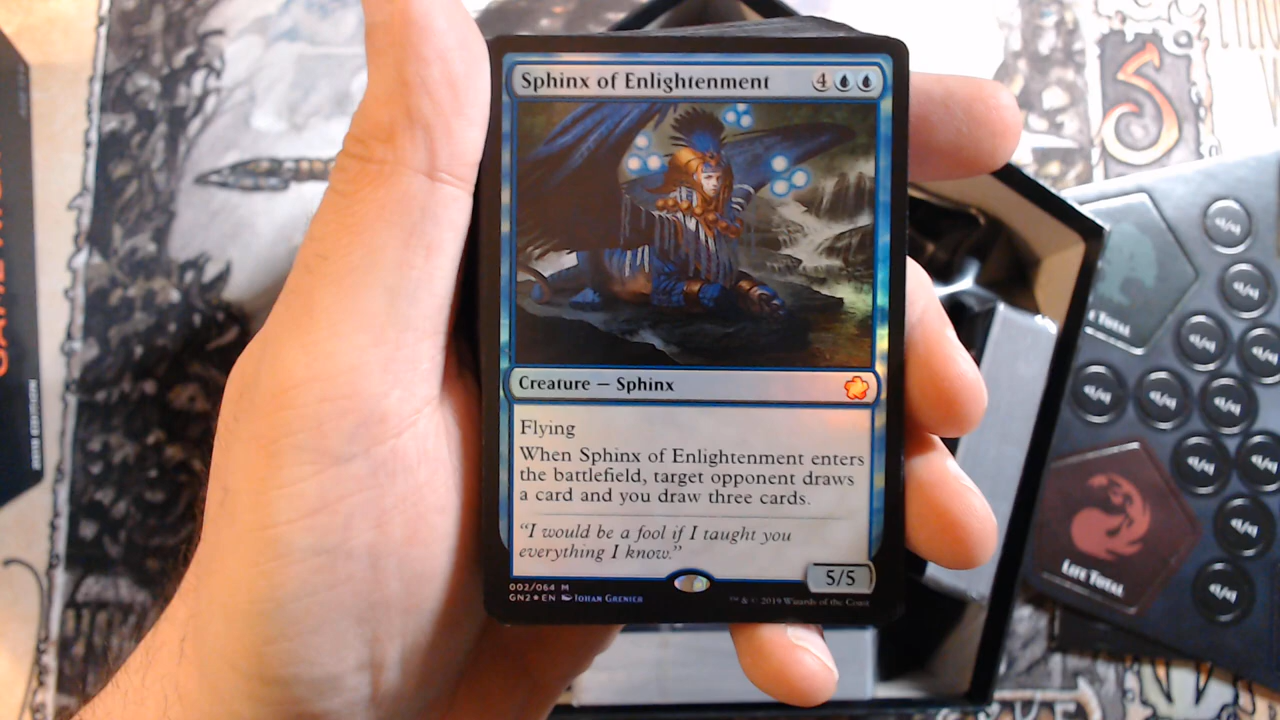 Sphinx of Enlightenment 4
Creature — Sphinx
Flying
When Sphinx of Enlightenment enters
the battlefield, target opponent draws
a card and you draw three cards.
"I would be a fool if I taught you
everything I know."
5/5
002/064 M
GN2★EN Johan Grenier
™ & © 2019 Wizards of the Coast
Total
Life Total